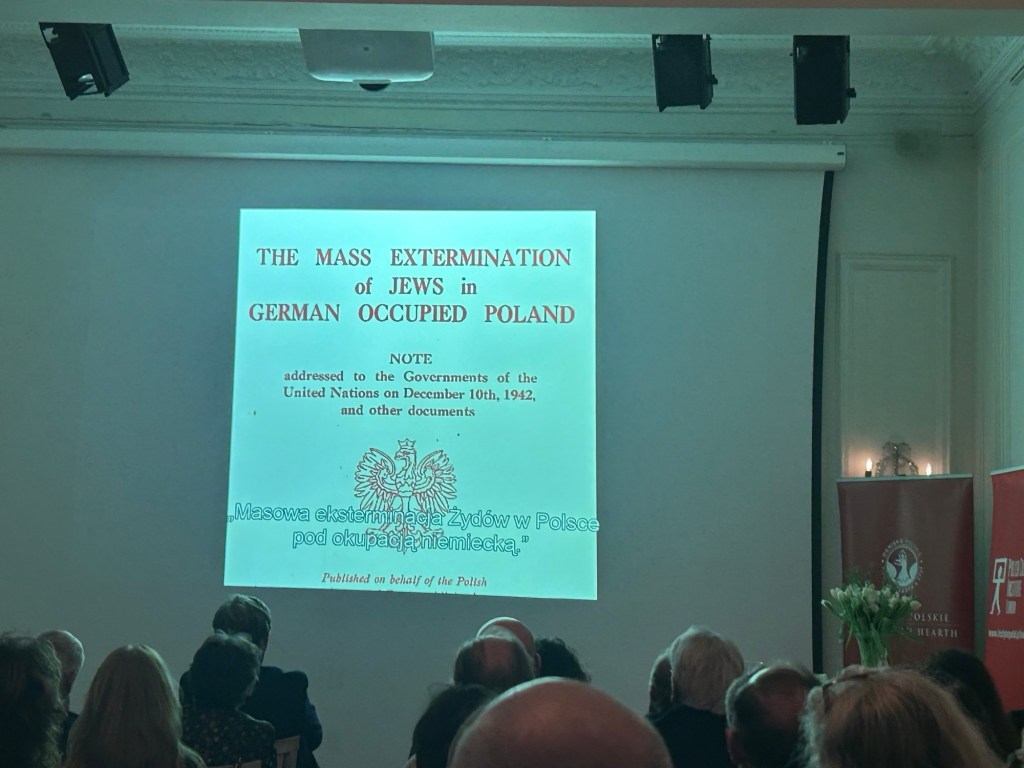 THE MASS EXTERMINATION
of JEWS in
GERMAN OCCUPIED POLAND
NOTE
addressed to the Governments of the
United Nations on December 10th, 1942,
and other documents
„Masowa eksterminacja Żydów w Polsce
pod okupacją niemiecką.”
Published on behalf of the Polish
POLSKIE
HEARTH